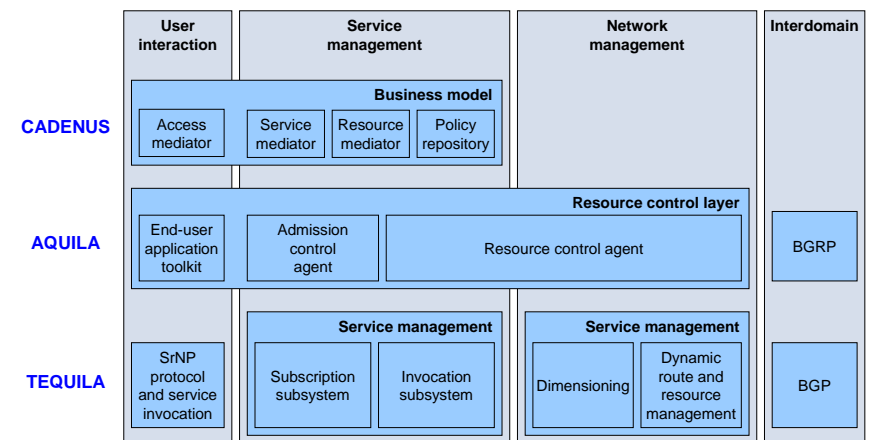 User
interaction
Service
management
Network
management
Interdomain
CADENUS
Business model
Access
mediator
Service
mediator
Resource
mediator
Policy
repository
AQUILA
Resource control layer
End-user
application
toolkit
Admission
control
agent
Resource control agent
BGRP
TEQUILA
SrNP
protocol
and service
invocation
Service management
Subscription
subsystem
Invocation
subsystem
Service management
Dimensioning
Dynamic
route and
resource
management
BGP